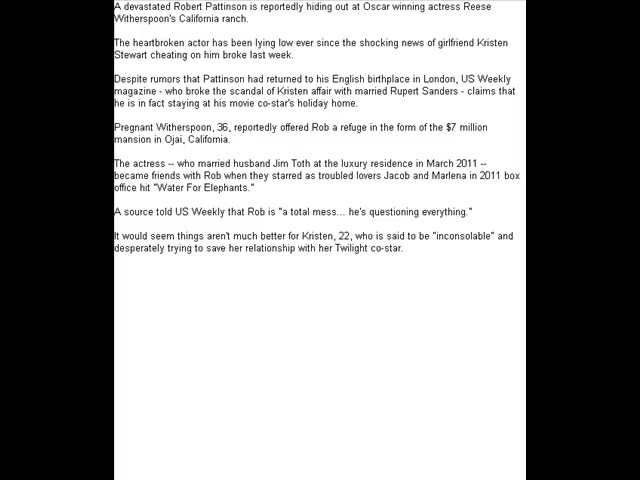 A devastated Robert Pattinson is reportedly hiding out at Oscar winning actress Reese
Witherspoon's California ranch.
The heartbroken actor has been lying low ever since the shocking news of girlfriend Kristen
Stewart cheating on him broke last week.
Despite rumors that Pattinson had returned to his English birthplace in London, US Weekly
magazine - who broke the scandal of Kristen affair with married Rupert Sanders - claims that
he is in fact staying at his movie co-star's holiday home.
Pregnant Witherspoon, 36, reportedly offered Rob a refuge in the form of the $7 million
mansion in Ojai, California.
The actress -- who married husband Jim Toth at the luxury residence in March 2011 --
became friends with Rob when they starred as troubled lovers Jacob and Marlena in 2011 box
office hit "Water For Elephants."
A source told US Weekly that Rob is "a total mess... he's questioning everything."
It would seem things aren't much better for Kristen, 22, who is said to be "inconsolable" and
desperately trying to save her relationship with her Twilight co-star.